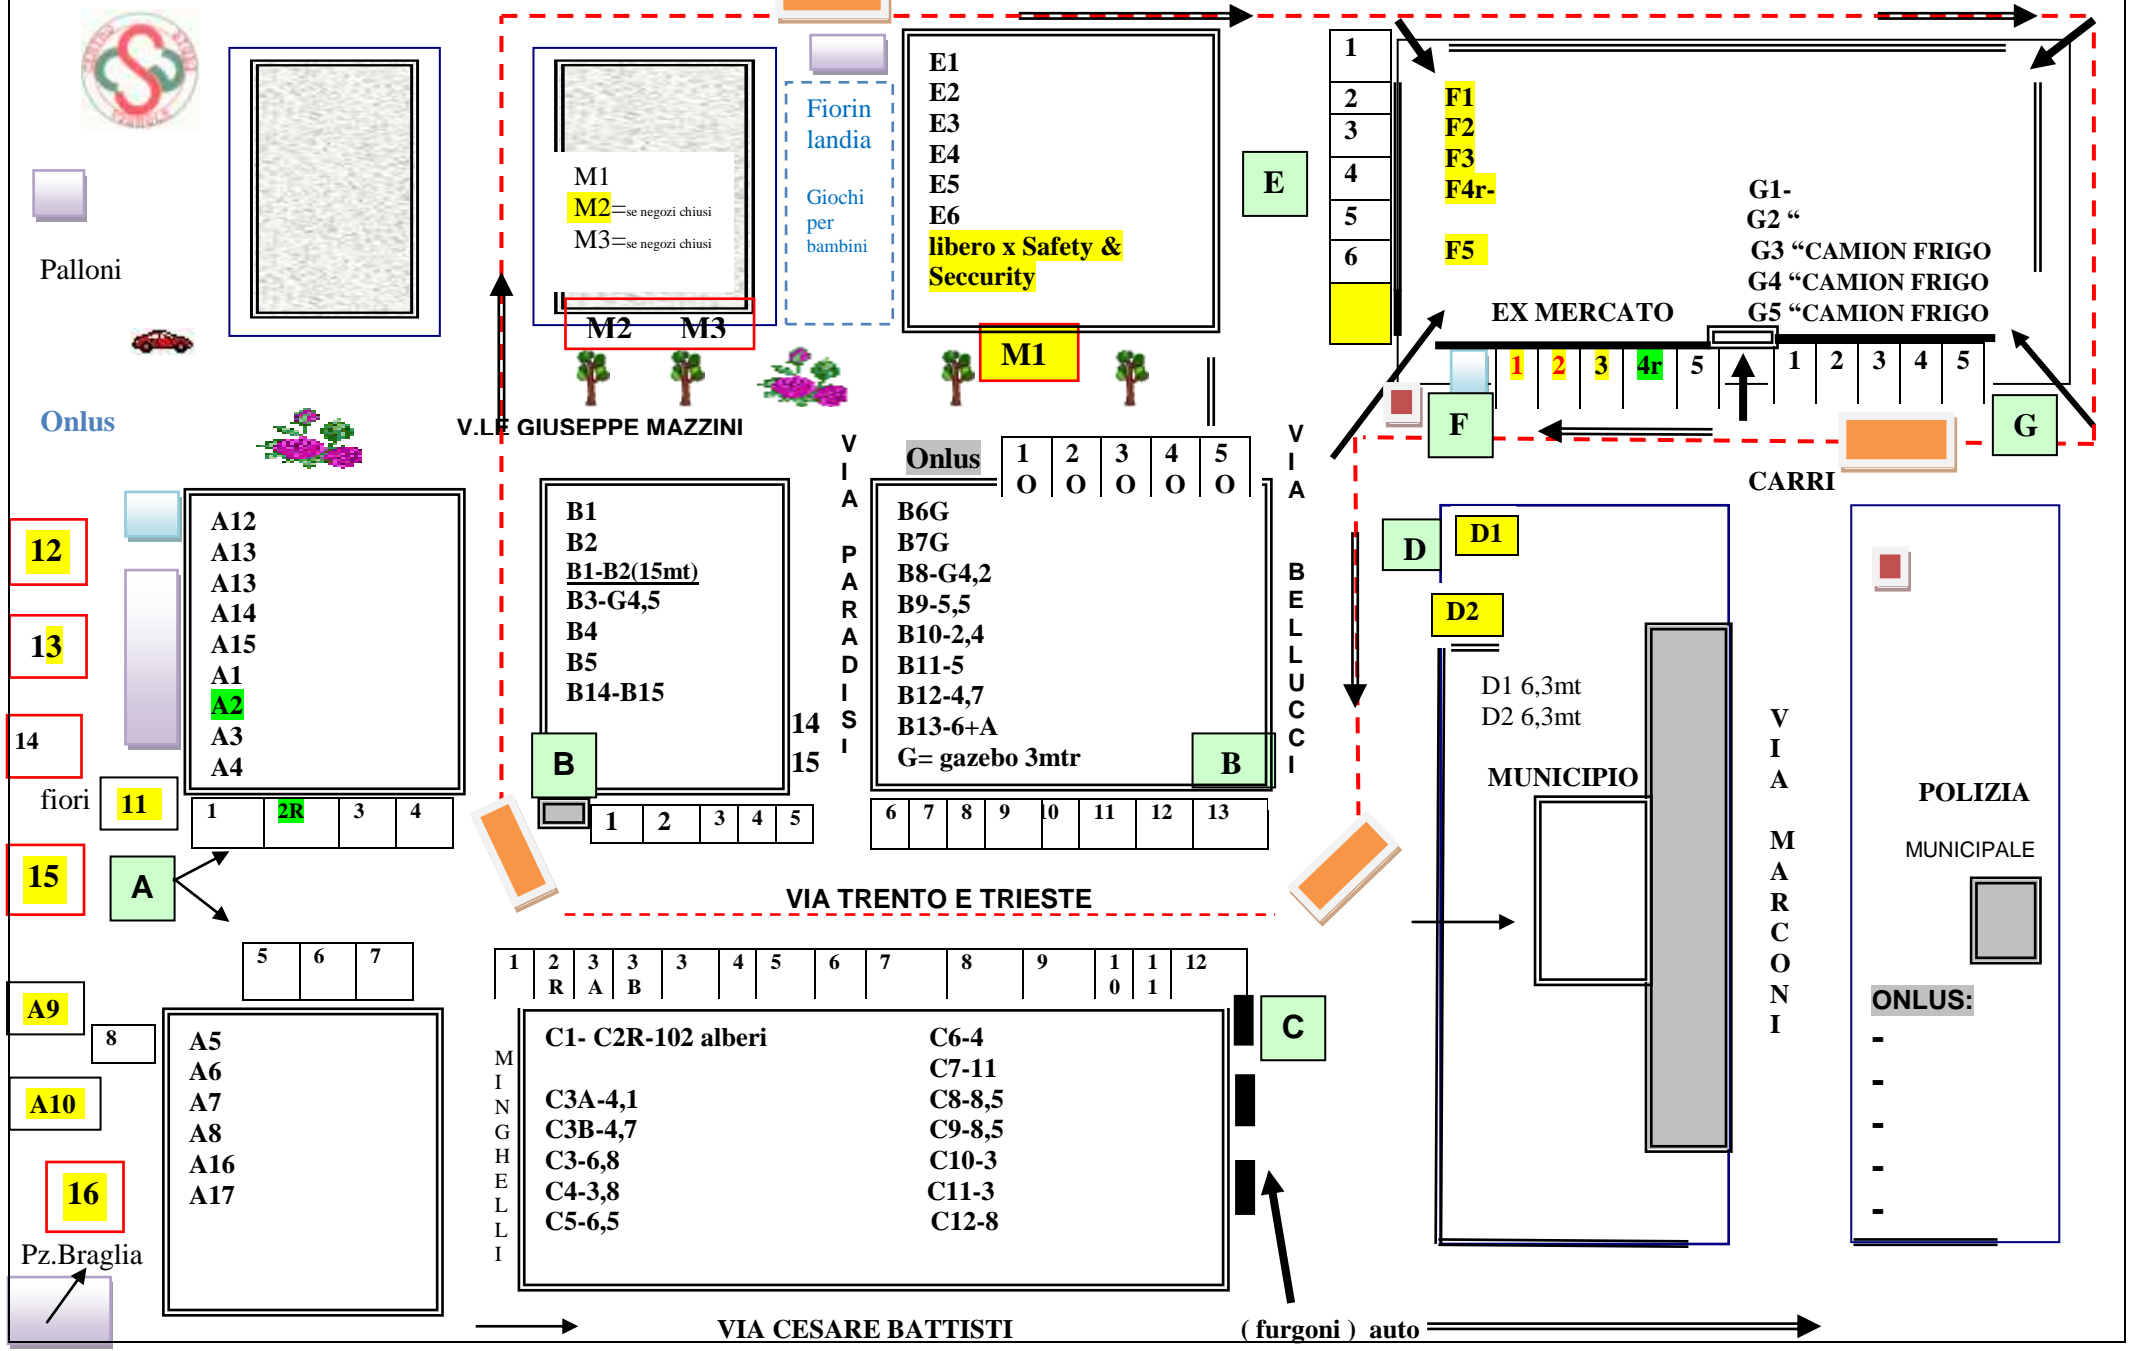 E1
E2
E3
E4
E5
E6
libero x Safety &
Seccurity
Fiorin
landia
Giochi
per
bambini
M1
M2=se negozi chiusi
M3=se negozi chiusi
M2 M3
M1
E
1
2
3
4
5
6
F1
F2
F3
F4r-
F5
G1-
G2 “
G3 “CAMION FRIGO
G4 “CAMION FRIGO
G5 “CAMION FRIGO
EX MERCATO
1 2 3 4r 5
1 2 3 4 5
F
G
CARRI
Palloni
Onlus
V.LE GIUSEPPE MAZZINI
VIA PARADISI
VIA BELLUCCI
Onlus
1 2 3 4 5
O O O O O
12
13
14
fiori
11
15
A
A12
A13
A13
A14
A15
A1
A2
A3
A4
1 2R 3 4
B1
B2
B1-B2(15mt)
B3-G4,5
B4
B5
B14-B15
14
15
B
1 2 3 4 5
B6G
B7G
B8-G4,2
B9-5,5
B10-2,4
B11-5
B12-4,7
B13-6+A
G= gazebo 3mtr
B
6 7 8 9 10 11 12 13
D
D1
D2
D1 6,3mt
D2 6,3mt
MUNICIPIO
VIA MARCONI
POLIZIA
MUNICIPALE
ONLUS:
-
-
-
-
-
VIA TRENTO E TRIESTE
5 6 7
A9
8
A10
16
Pz.Braglia
A5
A6
A7
A8
A16
A17
1 2R 3A 3B 3 4 5 6 7 8 9 10 11 12
MINGHELLI
C1- C2R-102 alberi
C3A-4,1
C3B-4,7
C3-6,8
C4-3,8
C5-6,5
C6-4
C7-11
C8-8,5
C9-8,5
C10-3
C11-3
C12-8
C
VIA CESARE BATTISTI
( furgoni ) auto